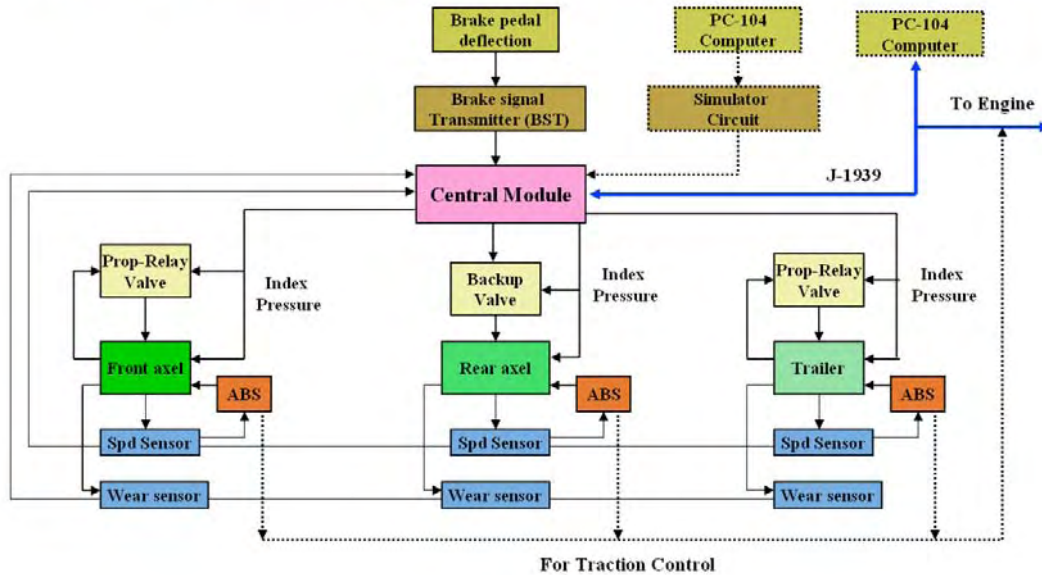 Brake pedal
deflection
PC-104
Computer
PC-104
Computer
Brake signal
Transmitter (BST)
Simulator
Circuit
To Engine
J-1939
Central Module
Prop-Relay
Valve
Index
Pressure
Backup
Valve
Index
Pressure
Prop-Relay
Valve
Index
Pressure
Front axel
ABS
Rear axel
ABS
Trailer
ABS
Spd Sensor
Spd Sensor
Spd Sensor
Wear sensor
Wear sensor
Wear sensor
For Traction Control